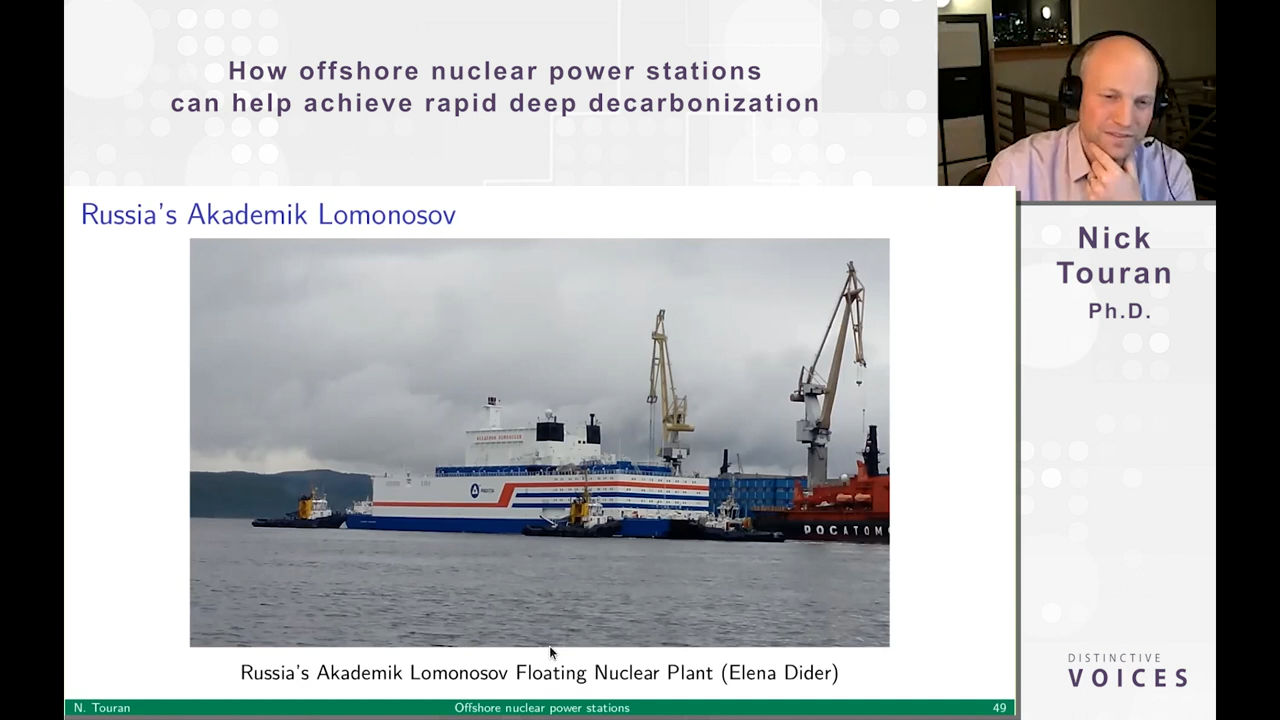 How offshore nuclear power stations
can help achieve rapid deep decarbonization
Russia's Akademik Lomonosov
РОСАТОМ
Russia's Akademik Lomonosov Floating Nuclear Plant (Elena Dider)
N. Touran
Offshore nuclear power stations
49
Nick
Touran
Ph.D.
DISTINCTIVE
VOICES